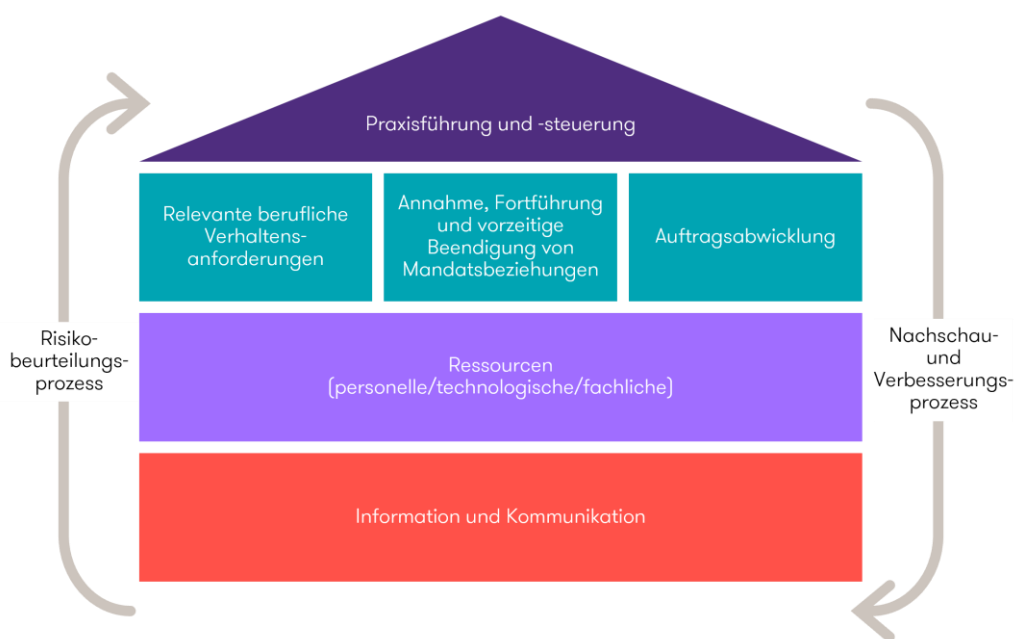 Praxisführung und -steuerung
Relevante berufliche
Verhaltens-
anforderungen
Annahme, Fortführung
und vorzeitige
Beendigung von
Mandatsbeziehungen
Auftragsabwicklung
Risiko-
beurteilungs-
prozess
Nachschau-
und
Verbesserungs-
prozess
Ressourcen
(personelle/technologische/fachliche)
Information und Kommunikation